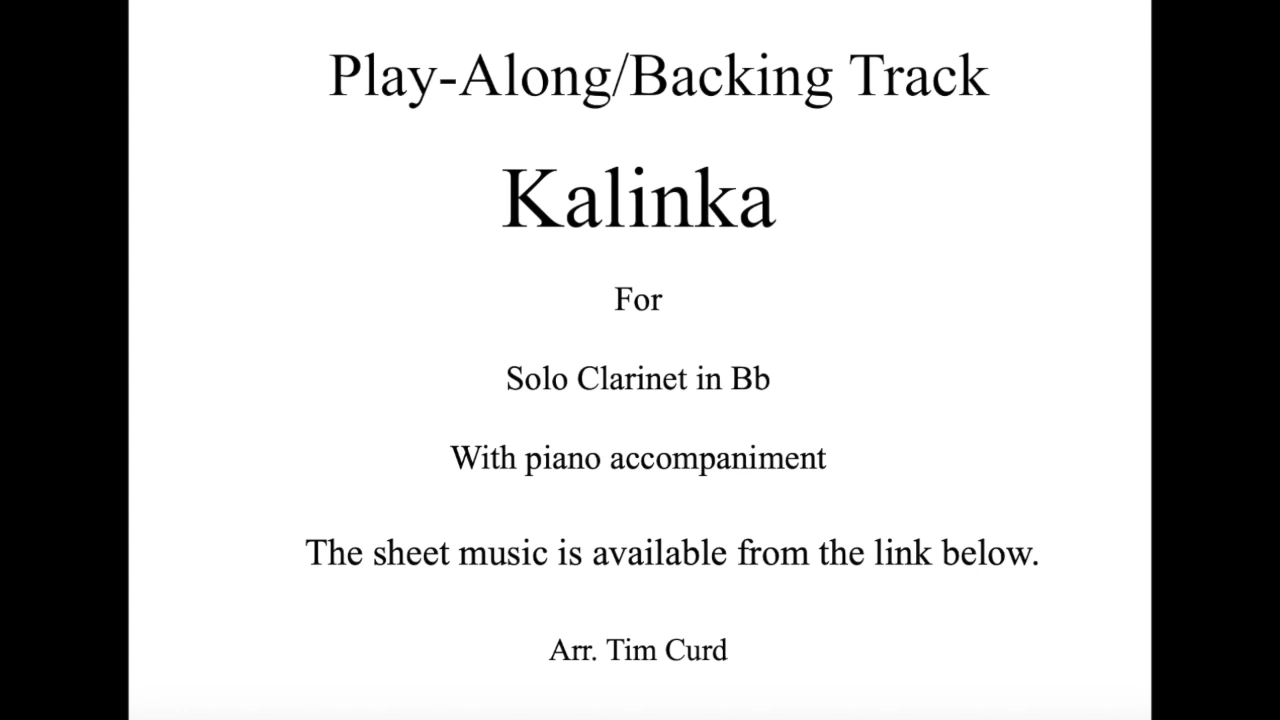 Play-Along/Backing Track
Kalinka
For
Solo Clarinet in Bb
With piano accompaniment
The sheet music is available from the link below.
Arr. Tim Curd